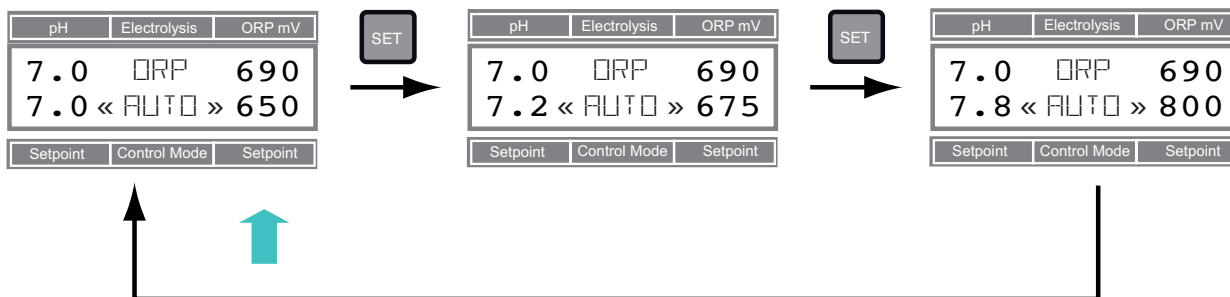 pH Electrolysis ORP mV
7.0 ORP 690
7.0 « AUTO » 650
Setpoint Control Mode Setpoint
SET
pH Electrolysis ORP mV
7.0 ORP 690
7.2 « AUTO » 675
Setpoint Control Mode Setpoint
SET
pH Electrolysis ORP mV
7.0 ORP 690
7.8 « AUTO » 800
Setpoint Control Mode Setpoint